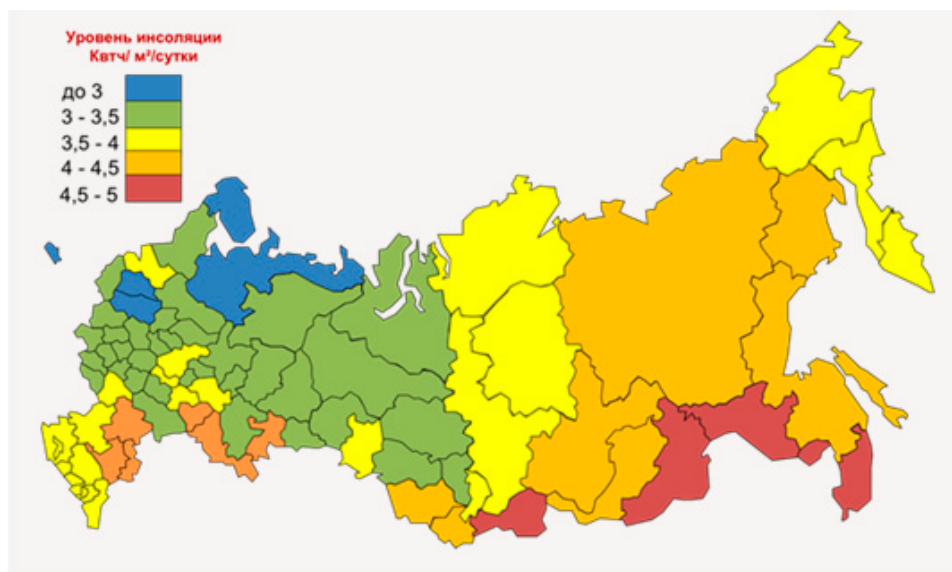 Уровень инсоляции
Квтч/ м²/сутки
до 3
3 - 3,5
3,5 - 4
4 - 4,5
4,5 - 5